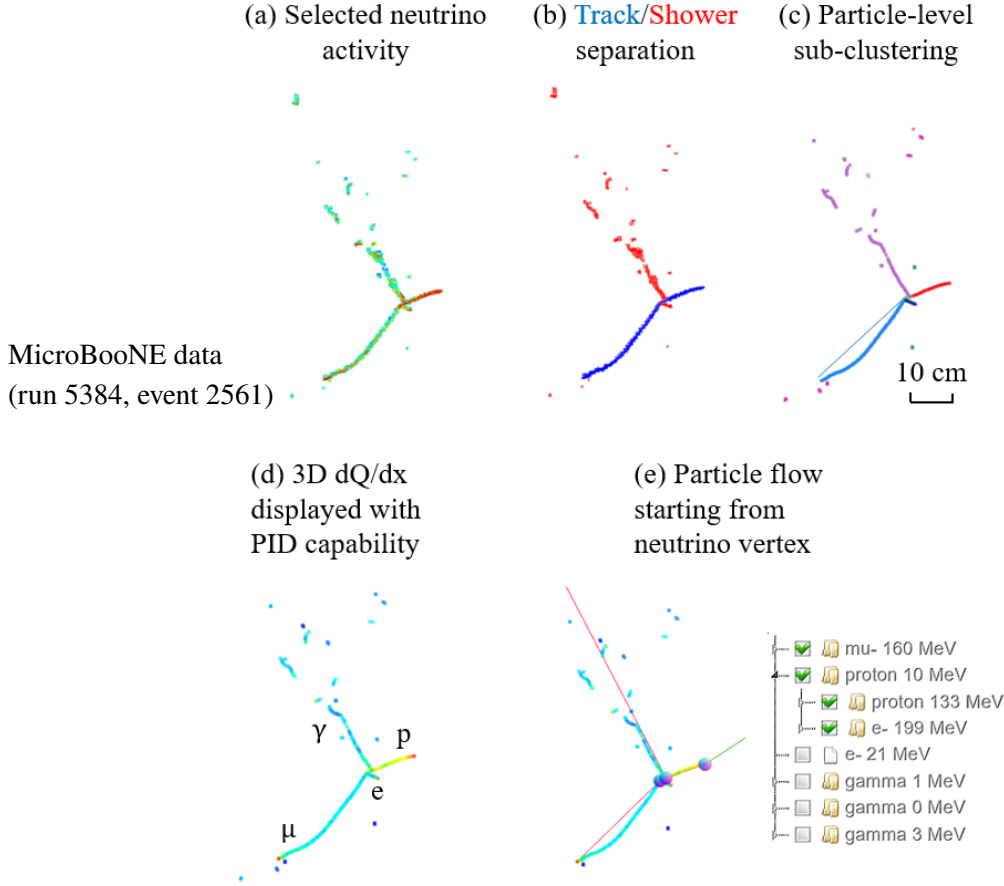 (a) Selected neutrino
activity
(b) Track/Shower
separation
(c) Particle-level
sub-clustering
MicroBooNE data
(run 5384, event 2561)
10 cm
(d) 3D dQ/dx
displayed with
PID capability
(e) Particle flow
starting from
neutrino vertex
γ
p
e
μ
mu- 160 MeV
proton 10 MeV
proton 133 MeV
e- 199 MeV
e- 21 MeV
gamma 1 MeV
gamma 0 MeV
gamma 3 MeV